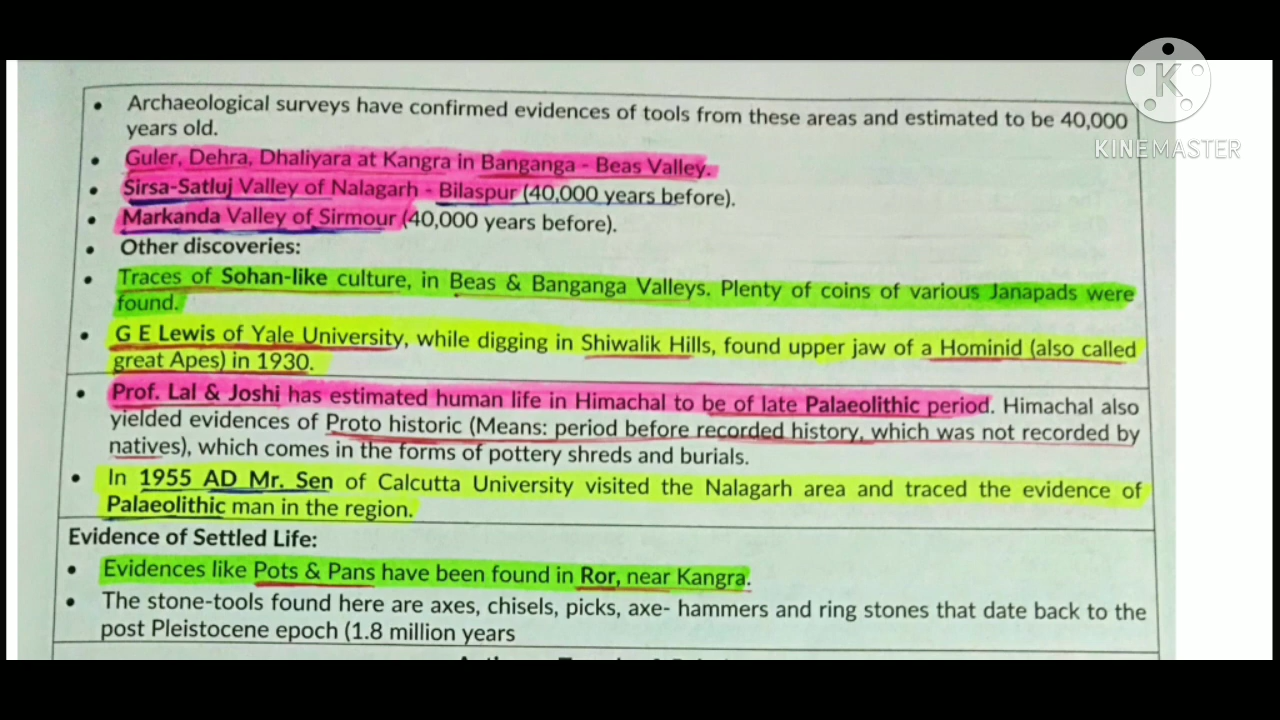 K
KINEMASTER
• Archaeological surveys have confirmed evidences of tools from these areas and estimated to be 40,000
years old.
• Guler, Dehra, Dhaliyara at Kangra in Banganga - Beas Valley.
• Sirsa-Satluj Valley of Nalagarh - Bilaspur (40,000 years before).
• Markanda Valley of Sirmour (40,000 years before).
• Other discoveries:
• Traces of Sohan-like culture, in Beas & Banganga Valleys. Plenty of coins of various Janapads were
found.
• G E Lewis of Yale University, while digging in Shiwalik Hills, found upper jaw of a Hominid (also called
great Apes) in 1930.
• Prof. Lal & Joshi has estimated human life in Himachal to be of late Palaeolithic period. Himachal also
yielded evidences of Proto historic (Means: period before recorded history, which was not recorded by
natives), which comes in the forms of pottery shreds and burials.
• In 1955 AD Mr. Sen of Calcutta University visited the Nalagarh area and traced the evidence of
Palaeolithic man in the region.
Evidence of Settled Life:
• Evidences like Pots & Pans have been found in Ror, near Kangra.
• The stone-tools found here are axes, chisels, picks, axe- hammers and ring stones that date back to the
post Pleistocene epoch (1.8 million years